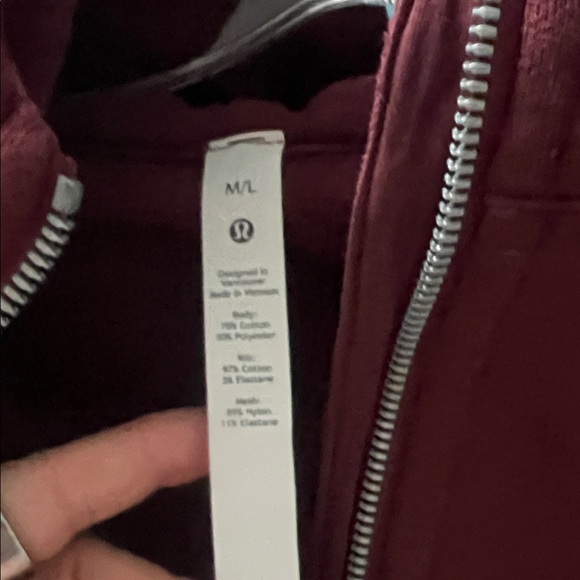 M/L
Designed in
Vancouver
Made in Vietnam
Body:
70% Cotton
30% Polyester
Rib:
97% Cotton
3% Elastane
Mesh:
89% Nylon
11% Elastane